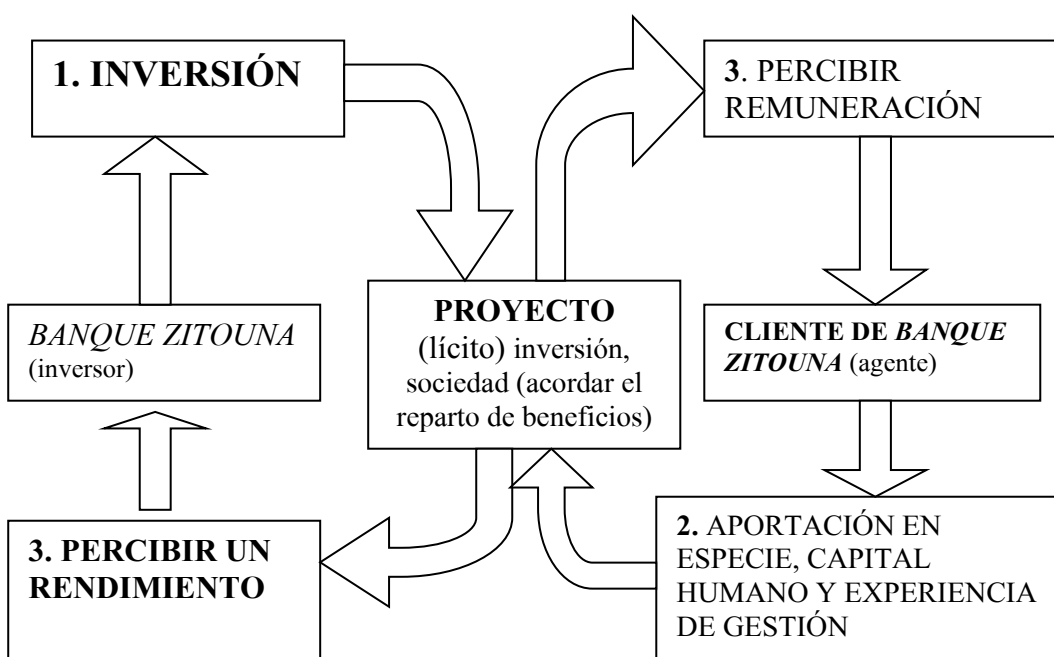 1. INVERSIÓN
3. PERCIBIR
REMUNERACIÓN
BANQUE ZITOUNA
(inversor)
PROYECTO
(lícito) inversión,
sociedad (acordar el
reparto de beneficios)
CLIENTE DE BANQUE
ZITOUNA (agente)
3. PERCIBIR UN
RENDIMIENTO
2. APORTACIÓN EN
ESPECIE, CAPITAL
HUMANO Y EXPERIENCIA
DE GESTIÓN